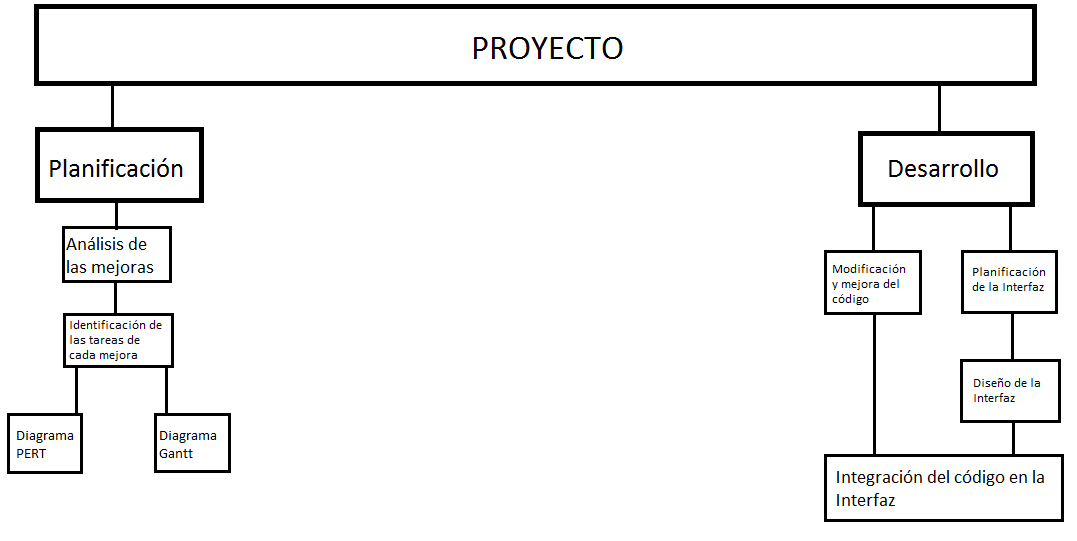 PROYECTO
Planificación
Desarrollo
Análisis de
las mejoras
Identificación de
las tareas de
cada mejora
Diagrama
PERT
Diagrama
Gantt
Modificación
y mejora del
código
Planificación
de la Interfaz
Diseño de la
Interfaz
Integración del código en la
Interfaz